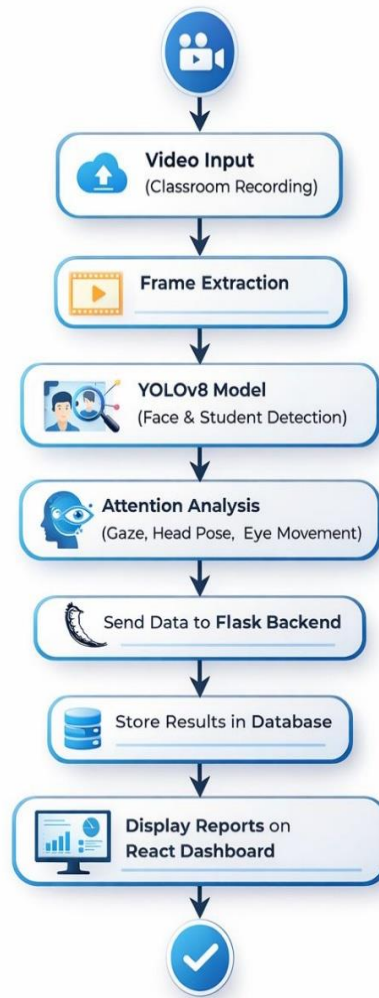 Video Input
(Classroom Recording)
Frame Extraction
YOLOv8 Model
(Face & Student Detection)
Attention Analysis
(Gaze, Head Pose, Eye Movement)
Send Data to Flask Backend
Store Results in Database
Display Reports on
React Dashboard